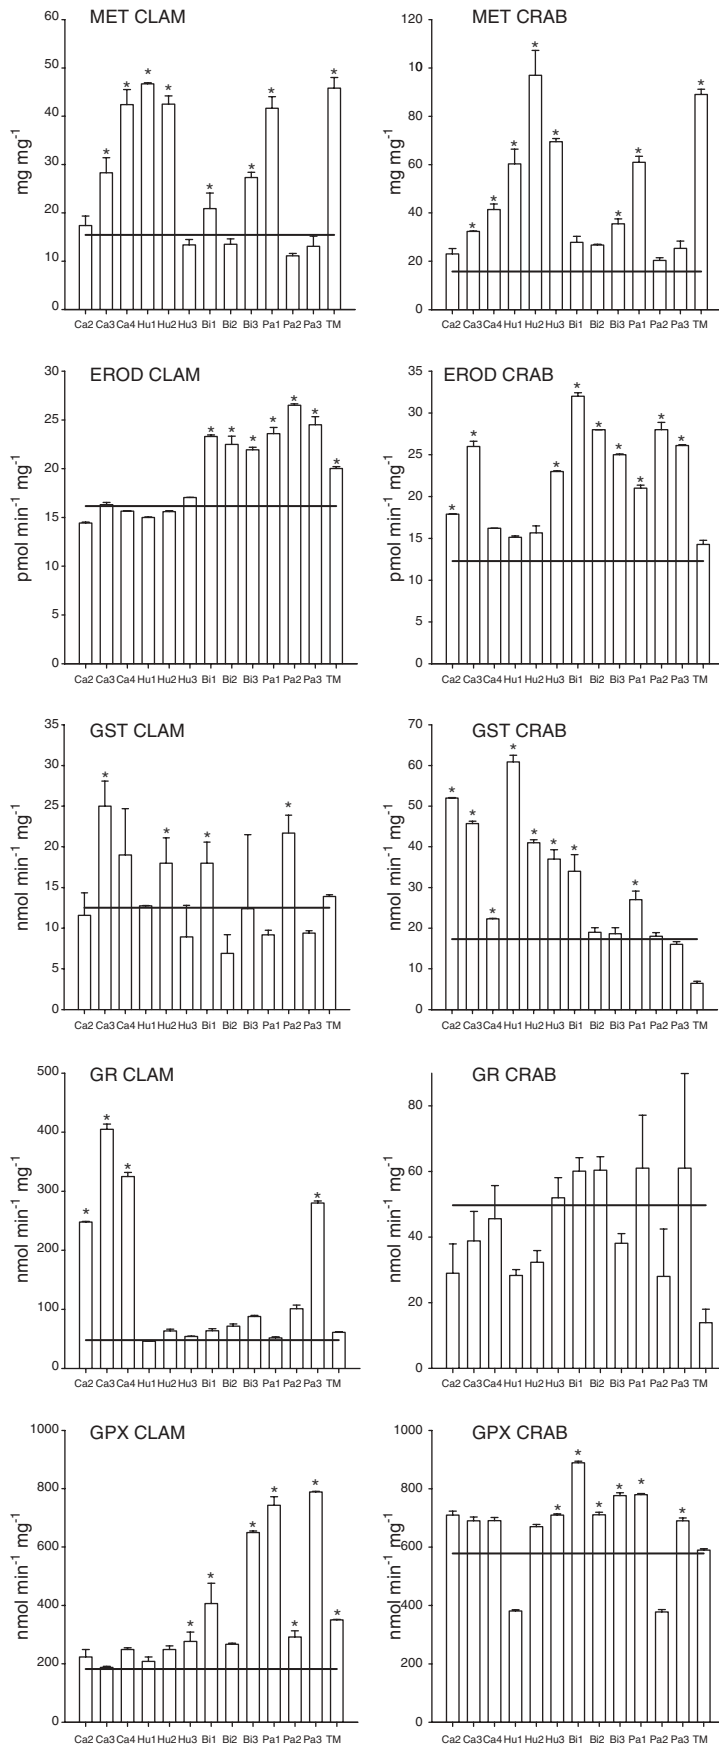 MET CLAM
mg mg-1
60
50
40
30
20
10
0
Ca2 Ca3 Ca4 Hu1 Hu2 Hu3 Bi1 Bi2 Bi3 Pa1 Pa2 Pa3 TM
MET CRAB
mg mg-1
120
10
80
60
40
20
0
Ca2 Ca3 Ca4 Hu1 Hu2 Hu3 Bi1 Bi2 Bi3 Pa1 Pa2 Pa3 TM
EROD CLAM
pmol min-1 mg-1
30
25
20
15
10
5
0
Ca2 Ca3 Ca4 Hu1 Hu2 Hu3 Bi1 Bi2 Bi3 Pa1 Pa2 Pa3 TM
EROD CRAB
pmol min-1 mg-1
35
30
25
20
15
10
5
0
Ca2 Ca3 Ca4 Hu1 Hu2 Hu3 Bi1 Bi2 Bi3 Pa1 Pa2 Pa3 TM
GST CLAM
nmol min-1 mg-1
35
30
25
20
15
10
5
0
Ca2 Ca3 Ca4 Hu1 Hu2 Hu3 Bi1 Bi2 Bi3 Pa1 Pa2 Pa3 TM
GST CRAB
nmol min-1 mg-1
70
60
50
40
30
20
10
0
Ca2 Ca3 Ca4 Hu1 Hu2 Hu3 Bi1 Bi2 Bi3 Pa1 Pa2 Pa3 TM
GR CLAM
nmol min-1 mg-1
500
400
300
200
100
0
Ca2 Ca3 Ca4 Hu1 Hu2 Hu3 Bi1 Bi2 Bi3 Pa1 Pa2 Pa3 TM
GR CRAB
nmol min-1 mg-1
80
60
40
20
0
Ca2 Ca3 Ca4 Hu1 Hu2 Hu3 Bi1 Bi2 Bi3 Pa1 Pa2 Pa3 TM
GPX CLAM
nmol min-1 mg-1
1000
800
600
400
200
0
Ca2 Ca3 Ca4 Hu1 Hu2 Hu3 Bi1 Bi2 Bi3 Pa1 Pa2 Pa3 TM
GPX CRAB
nmol min-1 mg-1
1000
800
600
400
200
0
Ca2 Ca3 Ca4 Hu1 Hu2 Hu3 Bi1 Bi2 Bi3 Pa1 Pa2 Pa3 TM